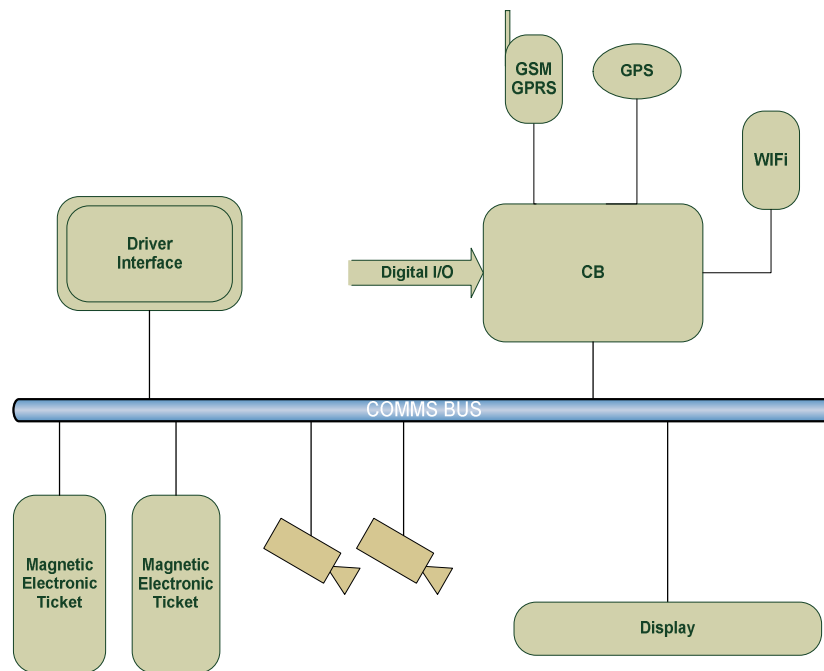 GSM
GPRS
GPS
WIFi
Driver
Interface
Digital I/O
CB
COMMS BUS
Magnetic
Electronic
Ticket
Magnetic
Electronic
Ticket
Display